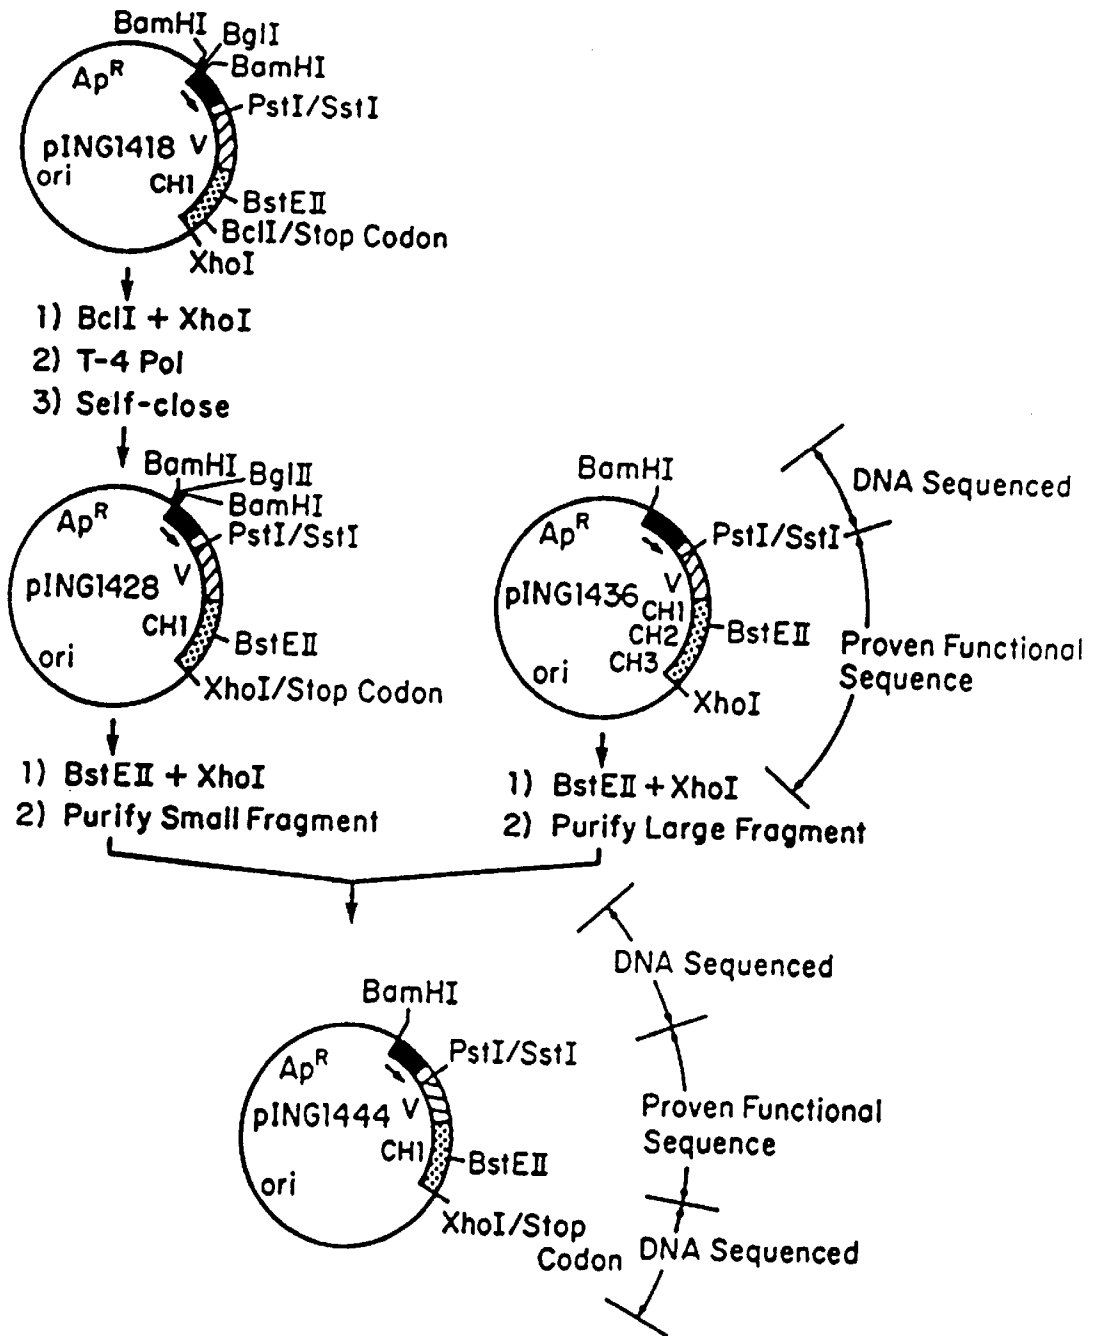 BamHI
BglI
BamHI
Ap^R
PstI/SstI
pING1418
V
ori
CH1
BstEII
BclI/Stop Codon
XhoI
1) BclI + XhoI
2) T-4 Pol
3) Self-close
BamHI
BglII
BamHI
Ap^R
PstI/SstI
V
pING1428
CH1
BstEII
ori
XhoI/Stop Codon
1) BstEII + XhoI
2) Purify Small Fragment
BamHI
DNA Sequenced
Ap^R
PstI/SstI
V
pING1436
CH1
CH2
BstEII
CH3
ori
Proven Functional
Sequence
XhoI
1) BstEII + XhoI
2) Purify Large Fragment
DNA Sequenced
BamHI
Ap^R
PstI/SstI
pING1444
V
Proven Functional
Sequence
CH1
BstEII
ori
XhoI/Stop
Codon
DNA Sequenced